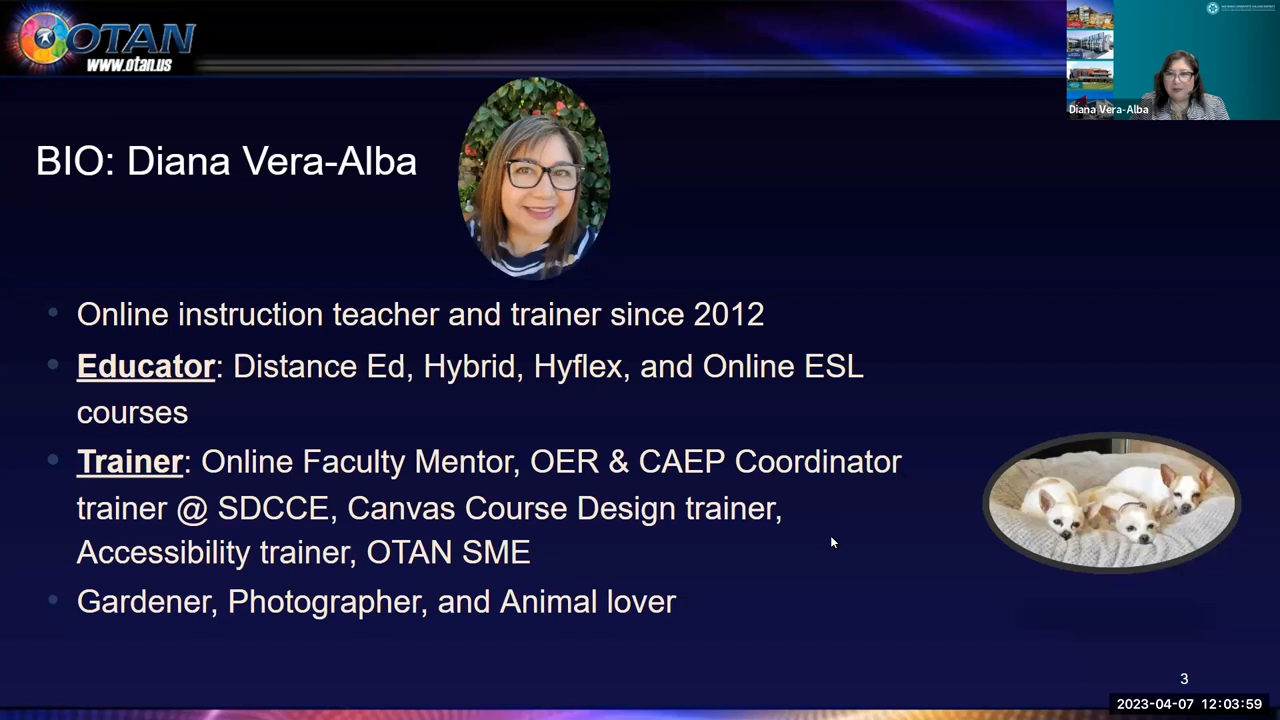 OTAN
www.otan.us
Diana Vera-Alba
BIO: Diana Vera-Alba
Online instruction teacher and trainer since 2012
Educator: Distance Ed, Hybrid, Hyflex, and Online ESL
courses
Trainer: Online Faculty Mentor, OER & CAEP Coordinator
trainer @ SDCCE, Canvas Course Design trainer,
Accessibility trainer, OTAN SME
Gardener, Photographer, and Animal lover
3
2023-04-07 12:03:59